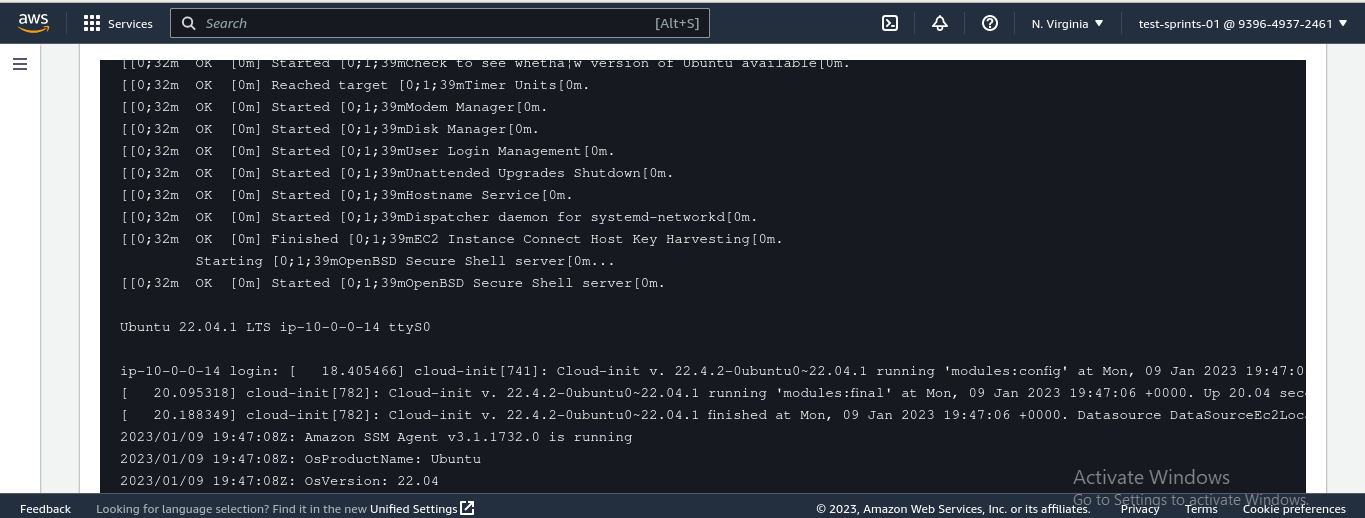 aws
Services
Search
[Alt+S]
N. Virginia
test-sprints-01 @ 9396-4937-2461
[[0;32m  OK  [0m] Started [0;1;39mCheck to see whetha¦w version of Ubuntu available[0m.
[[0;32m  OK  [0m] Reached target [0;1;39mTimer Units[0m.
[[0;32m  OK  [0m] Started [0;1;39mModem Manager[0m.
[[0;32m  OK  [0m] Started [0;1;39mDisk Manager[0m.
[[0;32m  OK  [0m] Started [0;1;39mUser Login Management[0m.
[[0;32m  OK  [0m] Started [0;1;39mUnattended Upgrades Shutdown[0m.
[[0;32m  OK  [0m] Started [0;1;39mHostname Service[0m.
[[0;32m  OK  [0m] Started [0;1;39mDispatcher daemon for systemd-networkd[0m.
[[0;32m  OK  [0m] Finished [0;1;39mEC2 Instance Connect Host Key Harvesting[0m.
         Starting [0;1;39mOpenBSD Secure Shell server[0m...
[[0;32m  OK  [0m] Started [0;1;39mOpenBSD Secure Shell server[0m.
Ubuntu 22.04.1 LTS ip-10-0-0-14 ttyS0
ip-10-0-0-14 login: [   18.405466] cloud-init[741]: Cloud-init v. 22.4.2-0ubuntu0~22.04.1 running 'modules:config' at Mon, 09 Jan 2023 19:47:0
[   20.095318] cloud-init[782]: Cloud-init v. 22.4.2-0ubuntu0~22.04.1 running 'modules:final' at Mon, 09 Jan 2023 19:47:06 +0000. Up 20.04 sec
[   20.188349] cloud-init[782]: Cloud-init v. 22.4.2-0ubuntu0~22.04.1 finished at Mon, 09 Jan 2023 19:47:06 +0000. Datasource DataSourceEc2Loca
2023/01/09 19:47:08Z: Amazon SSM Agent v3.1.1732.0 is running
2023/01/09 19:47:08Z: OsProductName: Ubuntu
2023/01/09 19:47:08Z: OsVersion: 22.04
Activate Windows
Go to Settings to activate Windows.
Feedback
Looking for language selection? Find it in the new Unified Settings
© 2023, Amazon Web Services, Inc. or its affiliates.
Privacy
Terms
Cookie preferences